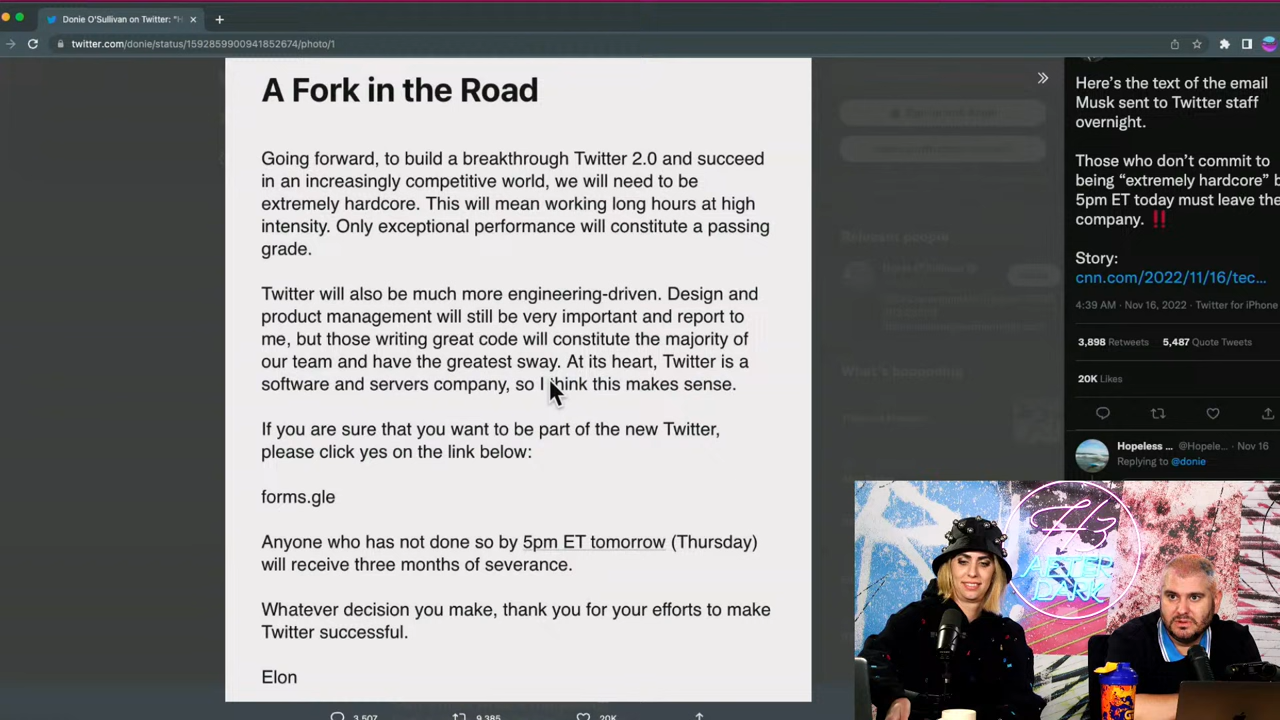 Donie O'Sullivan on Twitter: "H
twitter.com/donie/status/1592859900941852674/photo/1
A Fork in the Road
Going forward, to build a breakthrough Twitter 2.0 and succeed
in an increasingly competitive world, we will need to be
extremely hardcore. This will mean working long hours at high
intensity. Only exceptional performance will constitute a passing
grade.
Twitter will also be much more engineering-driven. Design and
product management will still be very important and report to
me, but those writing great code will constitute the majority of
our team and have the greatest sway. At its heart, Twitter is a
software and servers company, so I think this makes sense.
If you are sure that you want to be part of the new Twitter,
please click yes on the link below:
forms.gle
Anyone who has not done so by 5pm ET tomorrow (Thursday)
will receive three months of severance.
Whatever decision you make, thank you for your efforts to make
Twitter successful.
Elon
3,507 9,385 20K
Relevant people
What's happening
Here's the text of the email
Musk sent to Twitter staff
overnight.
Those who don't commit to
being "extremely hardcore" b
5pm ET today must leave the
company. ‼️
Story:
cnn.com/2022/11/16/tec...
4:39 AM · Nov 16, 2022 · Twitter for iPhone
3,898 Retweets 5,487 Quote Tweets
20K Likes
Hopeless ... @Hopele... · Nov 16
Replying to @donie
H3
AFTER
DARK